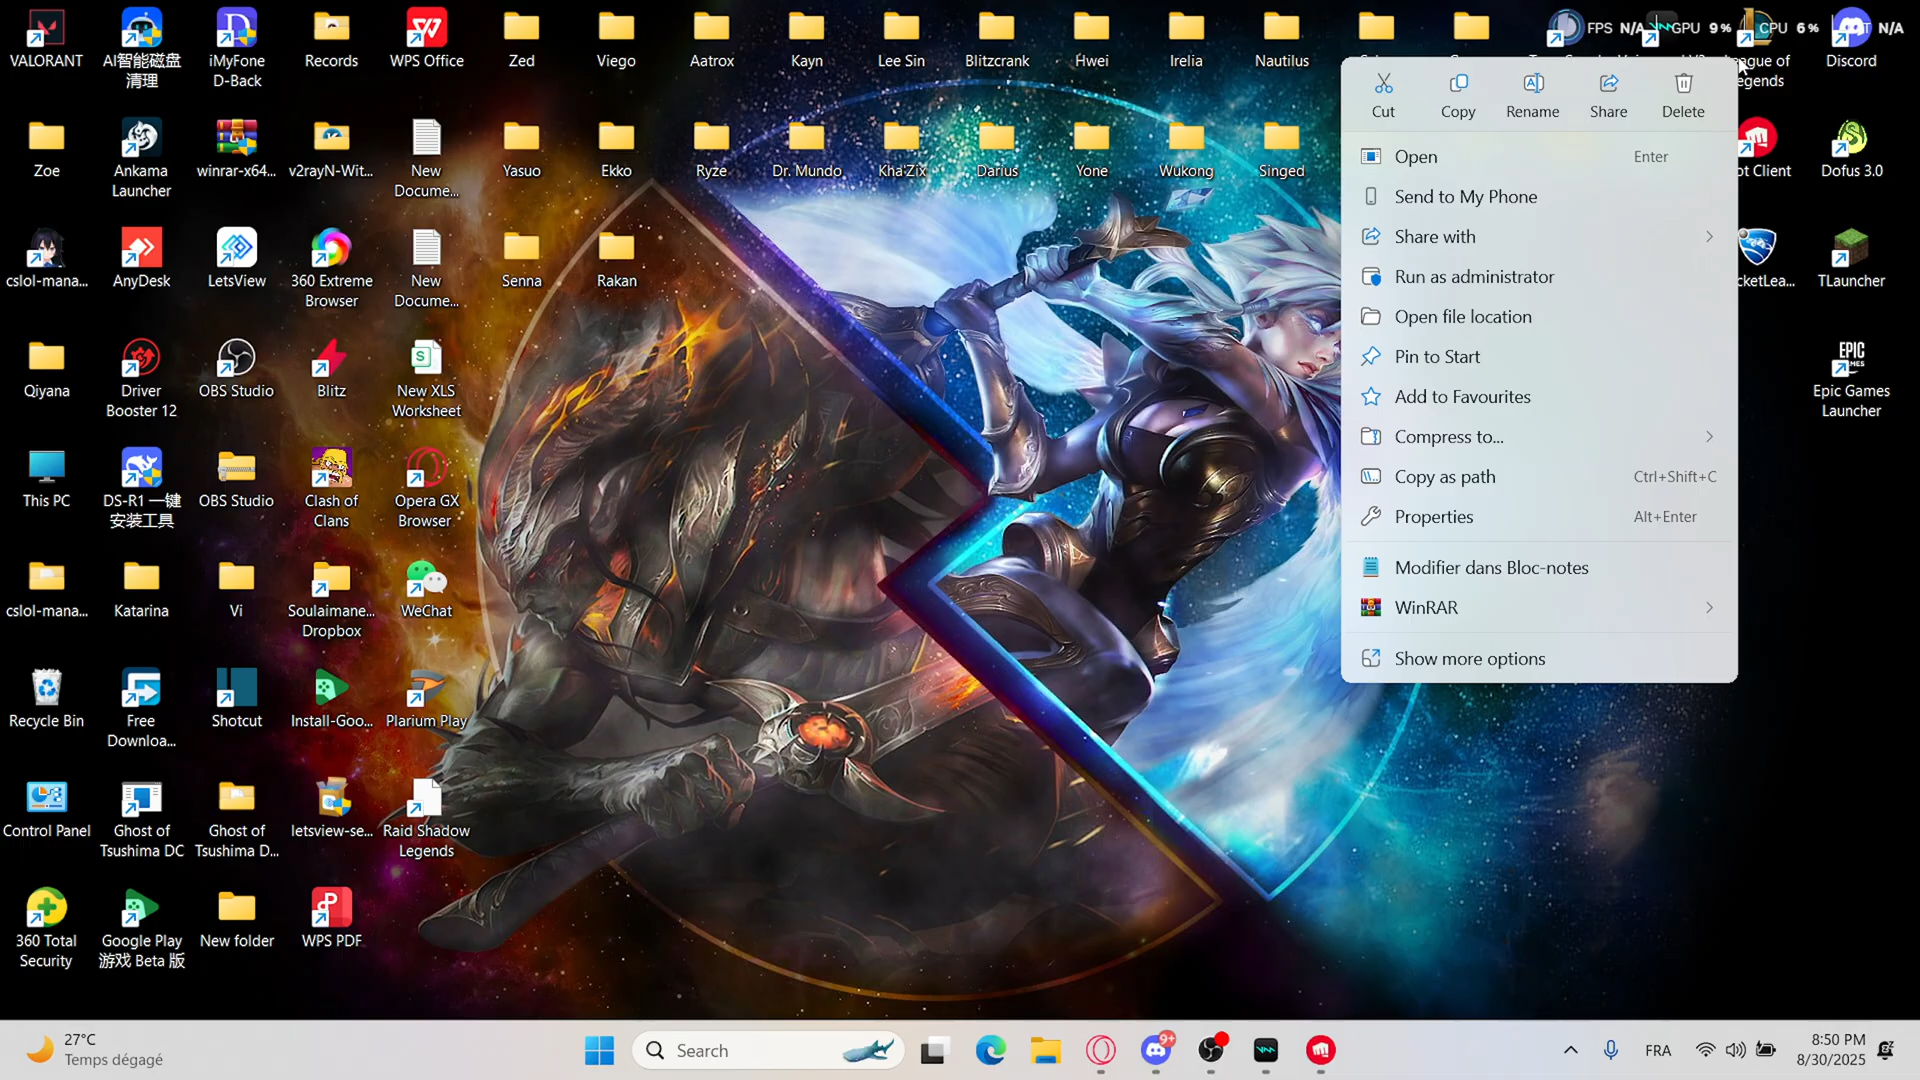 FPS N/A GPU 9% CPU 6% N/A
VALORANT
AI智能磁盘
清理
iMyFone
D-Back
Records
WPS Office
Zed
Viego
Aatrox
Kayn
Lee Sin
Blitzcrank
Hwei
Irelia
Nautilus
ague of
egends
Discord
Zoe
Ankama
Launcher
winrar-x64...
v2rayN-Wit...
New
Docume...
Yasuo
Ekko
Ryze
Dr. Mundo
Kha'Zix
Darius
Yone
Wukong
Singed
ot Client
Dofus 3.0
cslol-mana...
AnyDesk
LetsView
360 Extreme
Browser
New
Docume...
Senna
Rakan
cketLea...
TLauncher
Qiyana
Driver
Booster 12
OBS Studio
Blitz
New XLS
Worksheet
EPIC
GAMES
Epic Games
Launcher
This PC
DS-R1 一键
安装工具
OBS Studio
Clash of
Clans
Opera GX
Browser
cslol-mana...
Katarina
Vi
Soulaimane...
Dropbox
WeChat
Recycle Bin
Free
Downloa...
Shotcut
Install-Goo...
Plarium Play
Control Panel
Ghost of
Tsushima DC
Ghost of
Tsushima D...
letsview-se...
Raid Shadow
Legends
360 Total
Security
Google Play
游戏 Beta 版
New folder
WPS PDF
Cut
Copy
Rename
Share
Delete
Open Enter
Send to My Phone
Share with
Run as administrator
Open file location
Pin to Start
Add to Favourites
Compress to...
Copy as path Ctrl+Shift+C
Properties Alt+Enter
Modifier dans Bloc-notes
WinRAR
Show more options
27°C
Temps dégagé
Search
9+
FRA
8:50 PM
8/30/2025